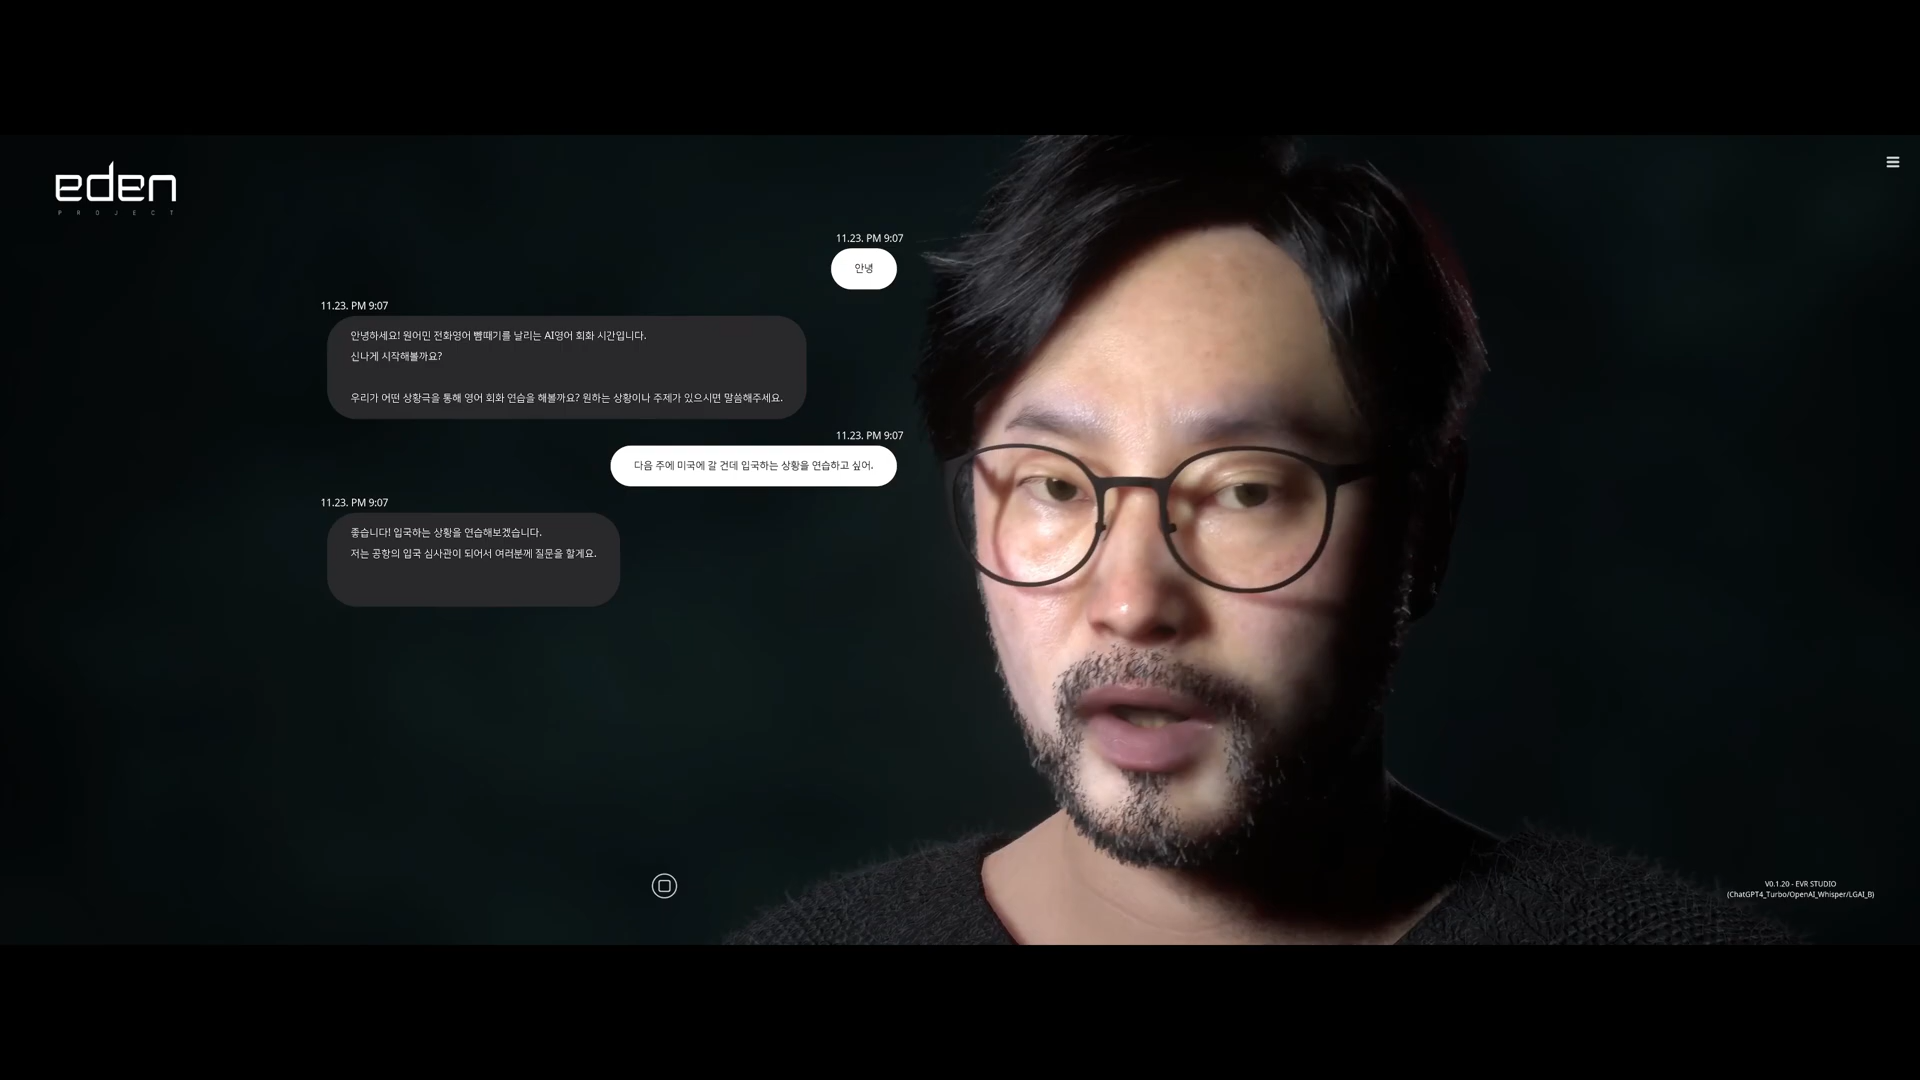 eden
PROJECT
11.23. PM 9:07
안녕
11.23. PM 9:07
안녕하세요! 원어민 전화영어 뺨때기를 날리는 AI영어 회화 시간입니다.
신나게 시작해볼까요?
우리가 어떤 상황극을 통해 영어 회화 연습을 해볼까요? 원하는 상황이나 주제가 있으시면 말씀해주세요.
11.23. PM 9:07
다음 주에 미국에 갈 건데 입국하는 상황을 연습하고 싶어.
11.23. PM 9:07
좋습니다! 입국하는 상황을 연습해보겠습니다.
저는 공항의 입국 심사관이 되어서 여러분께 질문을 할게요.
V0.1.20 - EVR STUDIO
(ChatGPT4_Turbo/OpenAI_Whisper/LGAI_B)